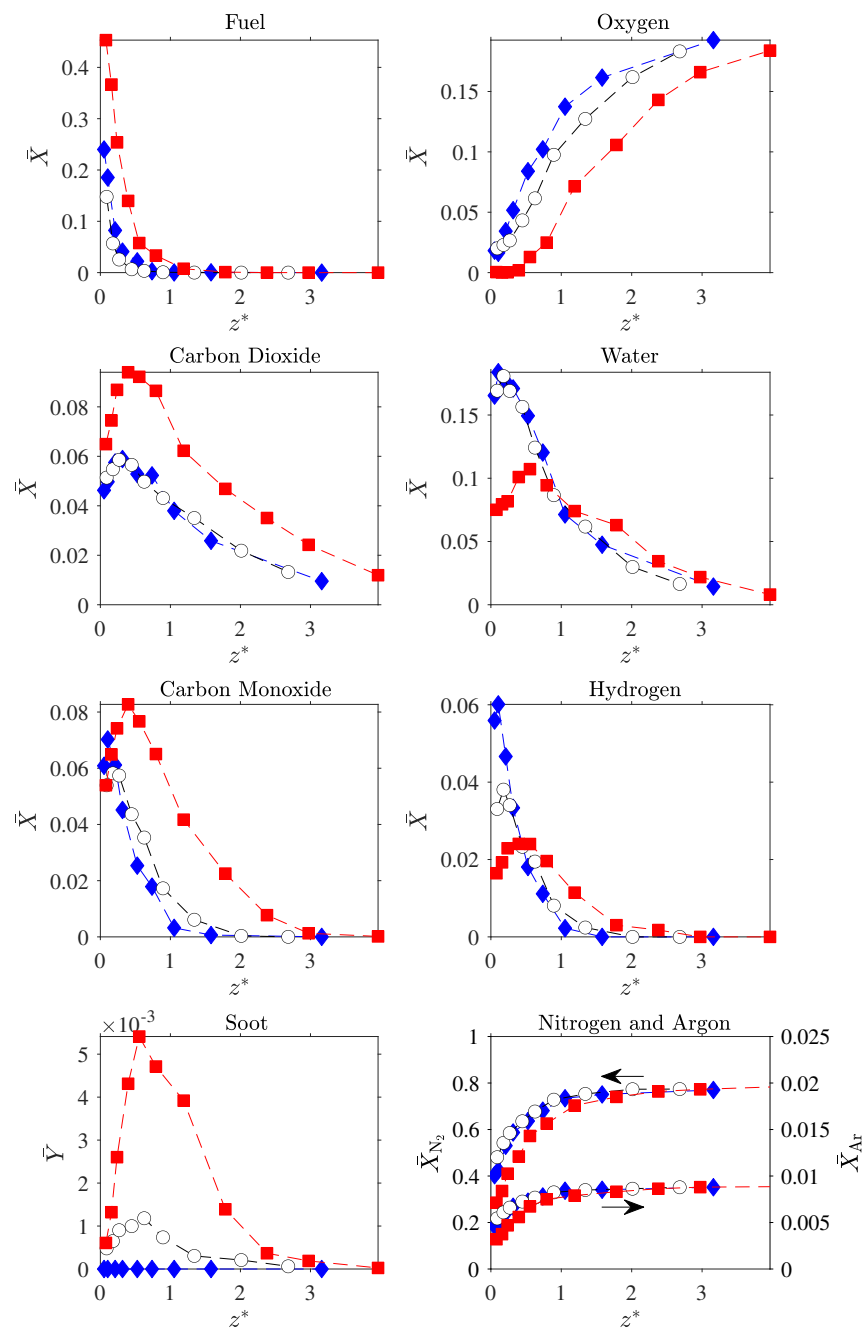 Fuel
0.4
0.3
0.2
0.1
0
X̄
0 1 2 3
z*
Oxygen
0.15
0.1
0.05
0
X̄
0 1 2 3
z*
Carbon Dioxide
0.08
0.06
0.04
0.02
0
X̄
0 1 2 3
z*
Water
0.15
0.1
0.05
0
X̄
0 1 2 3
z*
Carbon Monoxide
0.08
0.06
0.04
0.02
0
X̄
0 1 2 3
z*
Hydrogen
0.06
0.04
0.02
0
X̄
0 1 2 3
z*
×10⁻³
Soot
5
4
3
2
1
0
Ȳ
0 1 2 3
z*
Nitrogen and Argon
1
0.8
0.6
0.4
0.2
0
X̄N₂
0.025
0.02
0.015
0.01
0.005
0
X̄Ar
0 1 2 3
z*